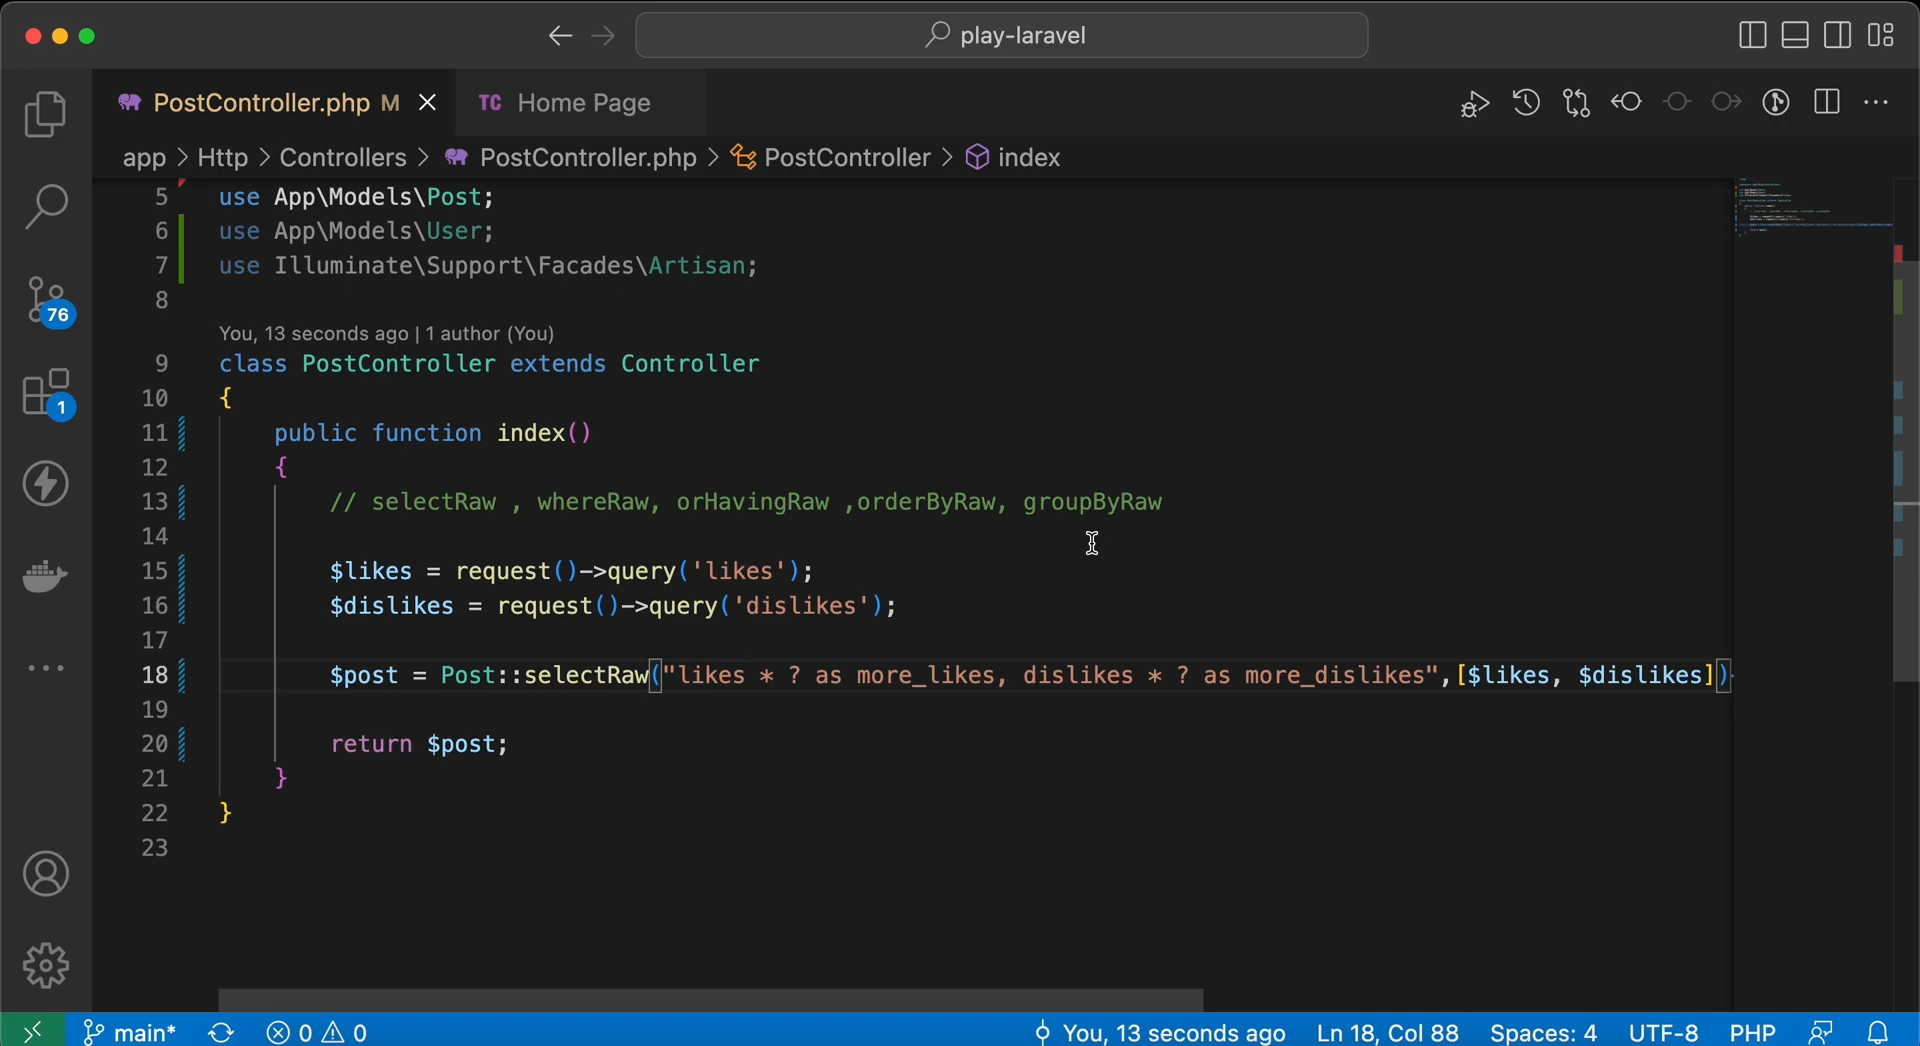 play-laravel
PostController.php M
TC Home Page
app > Http > Controllers > PostController.php > PostController > index
5 use App\Models\Post;
6 use App\Models\User;
7 use Illuminate\Support\Facades\Artisan;
8
You, 13 seconds ago | 1 author (You)
9 class PostController extends Controller
10 {
11 public function index()
12 {
13 // selectRaw , whereRaw, orHavingRaw ,orderByRaw, groupByRaw
14
15 $likes = request()->query('likes');
16 $dislikes = request()->query('dislikes');
17
18 $post = Post::selectRaw("likes * ? as more_likes, dislikes * ? as more_dislikes",[$likes, $dislikes])
19
20 return $post;
21 }
22 }
23
76
1
main* 0 0 You, 13 seconds ago Ln 18, Col 88 Spaces: 4 UTF-8 PHP